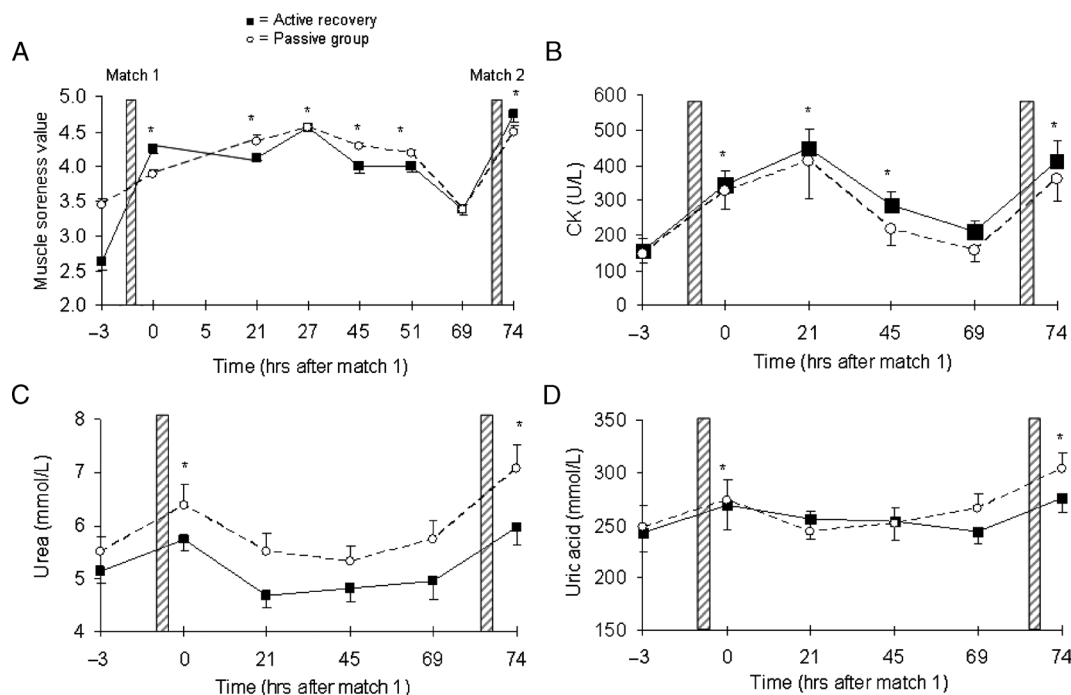 ■ = Active recovery
○ = Passive group
A
Match 1
Match 2
Muscle soreness value
5.0
4.5
4.0
3.5
3.0
2.5
2.0
* * * * * *
*
−3 0 5 21 27 45 51 69 74
Time (hrs after match 1)
B
CK (U/L)
600
500
400
300
200
100
0
* * * *
−3 0 21 45 69 74
Time (hrs after match 1)
C
Urea (mmol/L)
8
7
6
5
4
* *
−3 0 21 45 69 74
Time (hrs after match 1)
D
Uric acid (mmol/L)
350
300
250
200
150
* *
−3 0 21 45 69 74
Time (hrs after match 1)